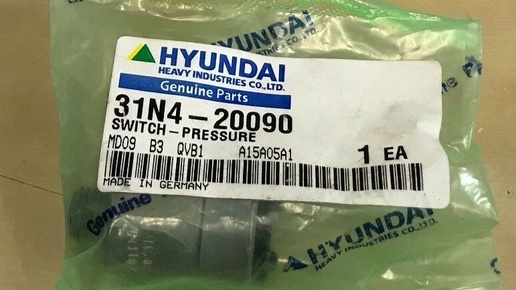 HYUNDAI
HEAVY INDUSTRIES CO.,LTD.
Genuine Parts
31N4-20090
SWITCH-PRESSURE
MD09 B3 QVB1 A15A05A1
1 EA
MADE IN GERMANY
Genuine
HYUNDAI
HEAVY INDUSTRIES CO.,LTD.